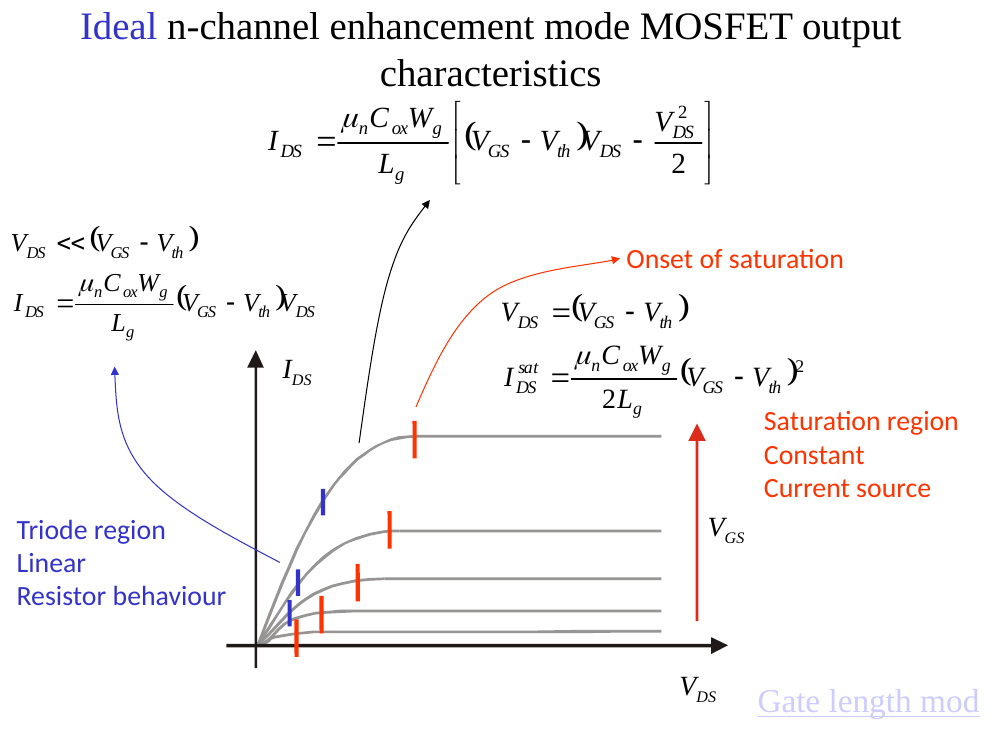 Ideal n-channel enhancement mode MOSFET output
characteristics
I_DS = μ_n C_ox W_g / L_g [(V_GS - V_th)V_DS - V_DS^2 / 2]
V_DS << (V_GS - V_th)
I_DS = μ_n C_ox W_g / L_g (V_GS - V_th)V_DS
Onset of saturation
V_DS = (V_GS - V_th)
I_DS^sat = μ_n C_ox W_g / 2L_g (V_GS - V_th)^2
I_DS
Saturation region
Constant
Current source
V_GS
Triode region
Linear
Resistor behaviour
V_DS
Gate length mod